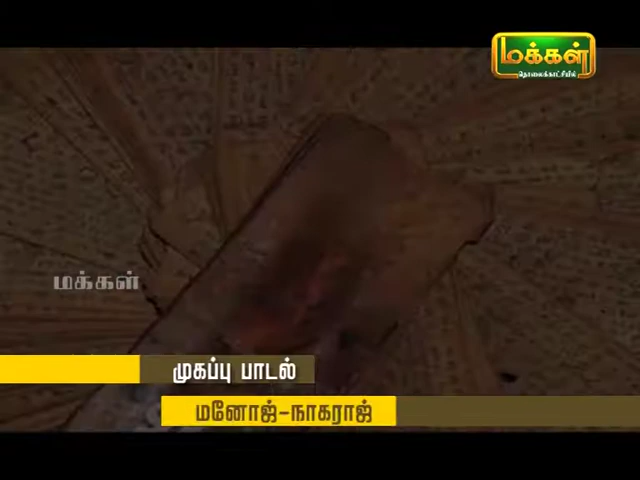 மக்கள்
தொலைக்காட்சியில்
மக்கள்
முகப்பு பாடல்
மனோஜ்-நாகராஜ்